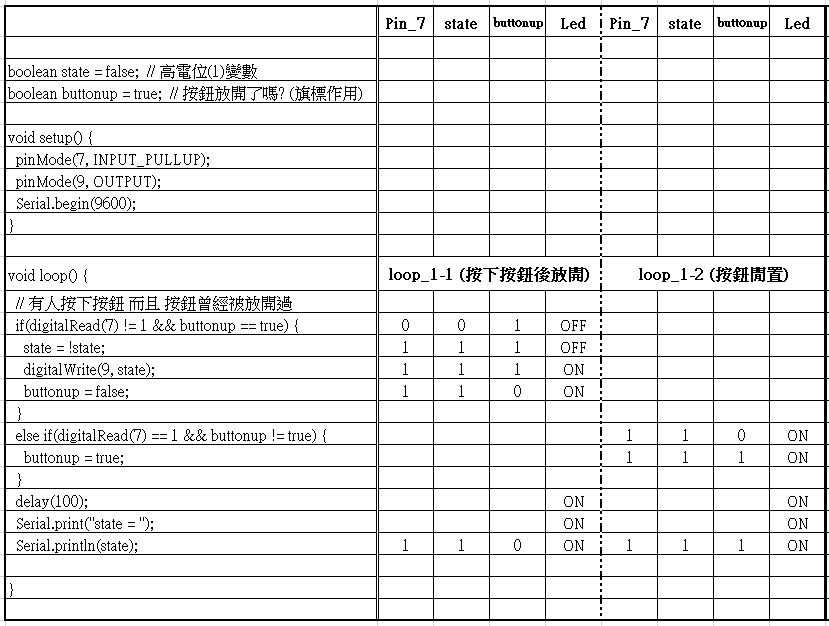 Pin_7 state buttonup Led Pin_7 state buttonup Led
boolean state = false; // 高電位(1)變數
boolean buttonup = true; // 按鈕放開了嗎? (旗標作用)
void setup() {
pinMode(7, INPUT_PULLUP);
pinMode(9, OUTPUT);
Serial.begin(9600);
}
void loop() { loop_1-1 (按下按鈕後放開) loop_1-2 (按鈕閒置)
// 有人按下按鈕 而且 按鈕曾經被放開過
if(digitalRead(7) != 1 && buttonup == true) { 0 0 1 OFF
state = !state; 1 1 1 OFF
digitalWrite(9, state); 1 1 1 ON
buttonup = false; 1 1 0 ON
}
else if(digitalRead(7) == 1 && buttonup != true) { 1 1 0 ON
buttonup = true; 1 1 1 ON
}
delay(100); ON ON
Serial.print("state = "); ON ON
Serial.println(state); 1 1 0 ON 1 1 1 ON
}